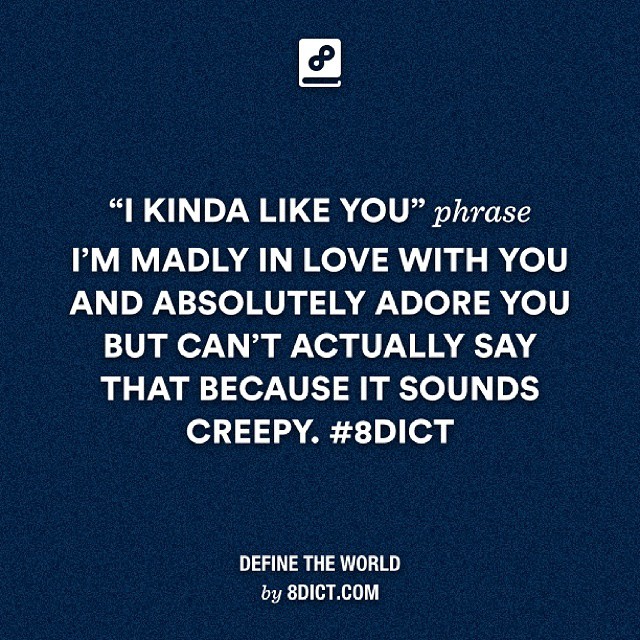 “I KINDA LIKE YOU” phrase
I’M MADLY IN LOVE WITH YOU
AND ABSOLUTELY ADORE YOU
BUT CAN’T ACTUALLY SAY
THAT BECAUSE IT SOUNDS
CREEPY. #8DICT
DEFINE THE WORLD
by 8DICT.COM